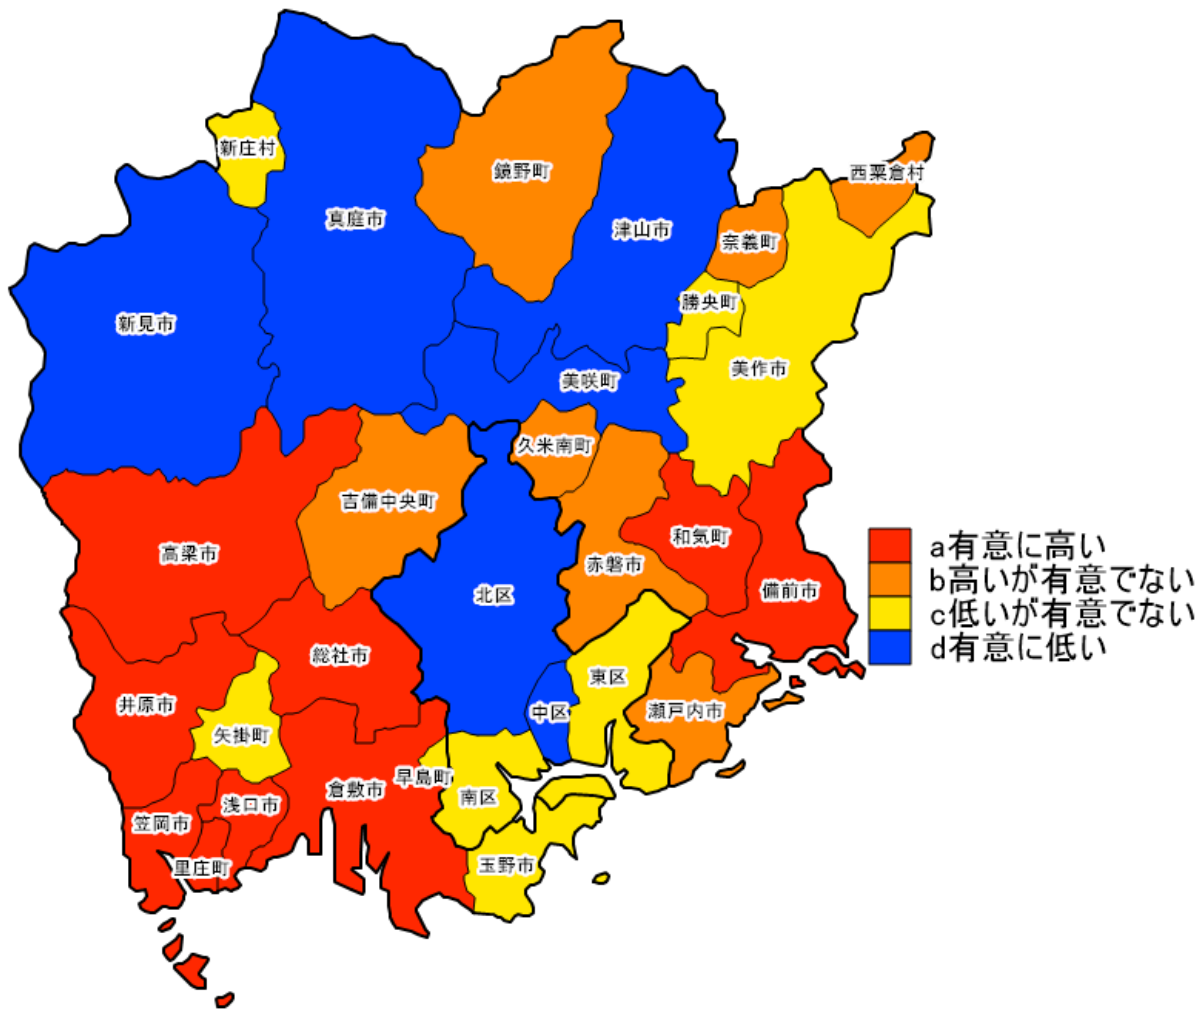 新庄村
鏡野町
西粟倉村
真庭市
津山市
奈義町
新見市
勝央町
美作市
美咲町
久米南町
吉備中央町
高梁市
和気町
赤磐市
備前市
北区
総社市
東区
井原市
中区
瀬戸内市
矢掛町
早島町
倉敷市
南区
浅口市
笠岡市
里庄町
玉野市
a有意に高い
b高いが有意でない
c低いが有意でない
d有意に低い